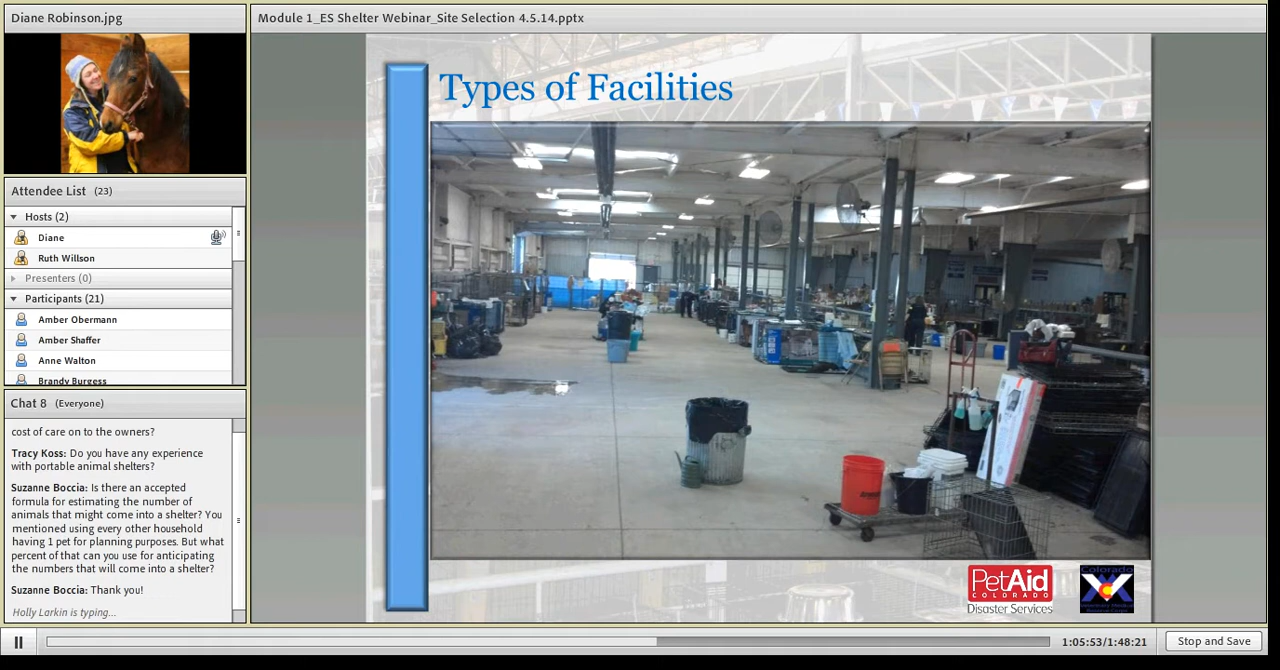 Diane Robinson.jpg
Module 1_ES Shelter Webinar_Site Selection 4.5.14.pptx
Types of Facilities
Attendee List (23)
Hosts (2)
Diane
Ruth Willson
Presenters (0)
Participants (21)
Amber Obermann
Amber Shaffer
Anne Walton
Brandy Burgess
Chat 8 (Everyone)
cost of care on to the owners?
Tracy Koss: Do you have any experience
with portable animal shelters?
Suzanne Boccia: Is there an accepted
formula for estimating the number of
animals that might come into a shelter? You
mentioned using every other household
having 1 pet for planning purposes. But what
percent of that can you use for anticipating
the numbers that will come into a shelter?
Suzanne Boccia: Thank you!
Holly Larkin is typing...
PetAid
COLORADO
Disaster Services
Colorado
1:05:53/1:48:21
Stop and Save